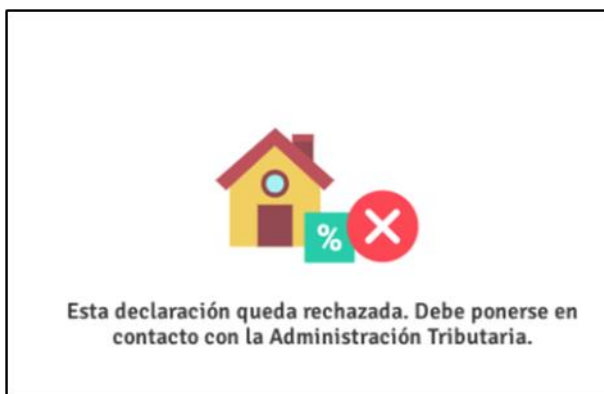 %
Esta declaración queda rechazada. Debe ponerse en
contacto con la Administración Tributaria.